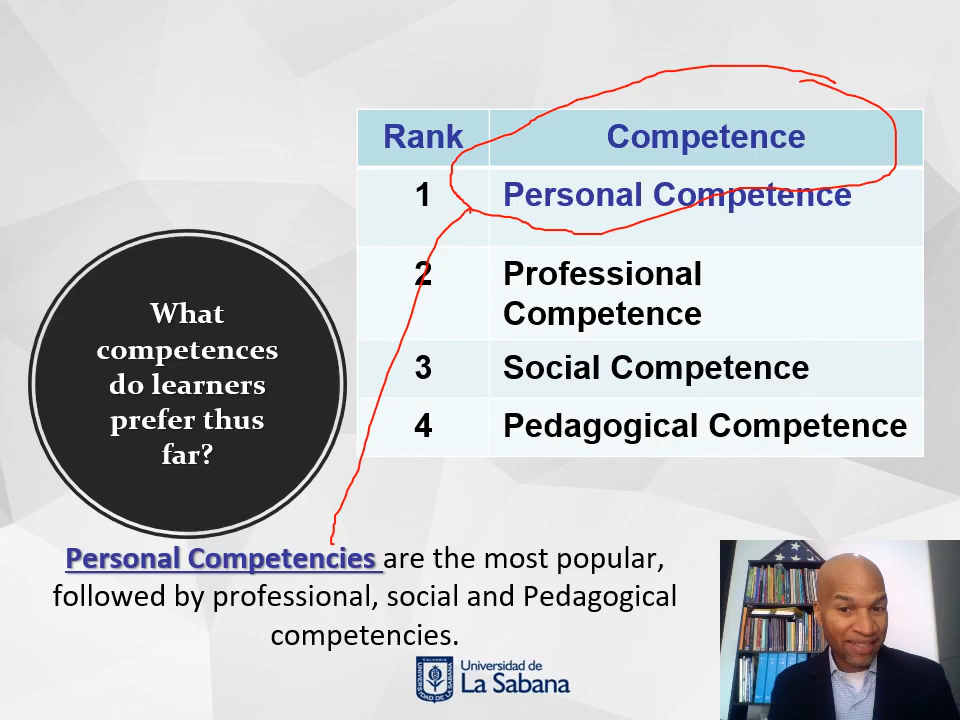 Rank Competence
1 Personal Competence
2 Professional
Competence
3 Social Competence
4 Pedagogical Competence
What
competences
do learners
prefer thus
far?
Personal Competencies are the most popular,
followed by professional, social and Pedagogical
competencies.
Universidad de
La Sabana